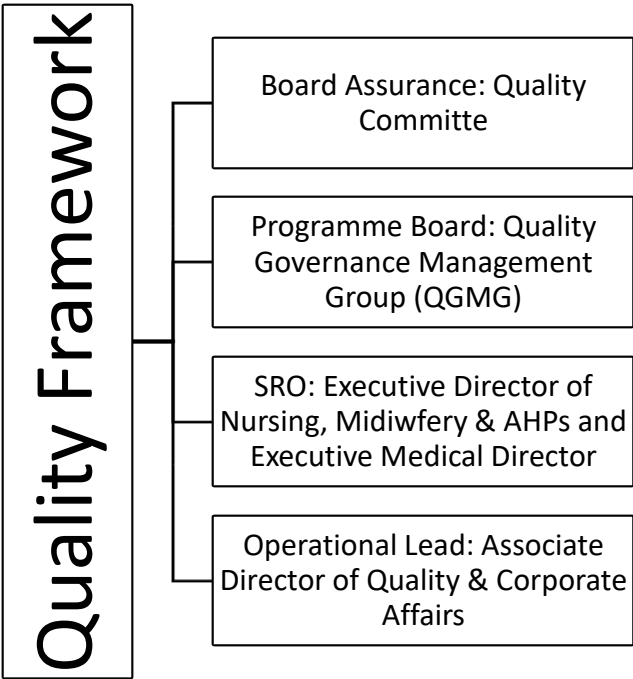 Quality Framework
Board Assurance: Quality
Committe
Programme Board: Quality
Governance Management
Group (QGMG)
SRO: Executive Director of
Nursing, Midiwfery & AHPs and
Executive Medical Director
Operational Lead: Associate
Director of Quality & Corporate
Affairs